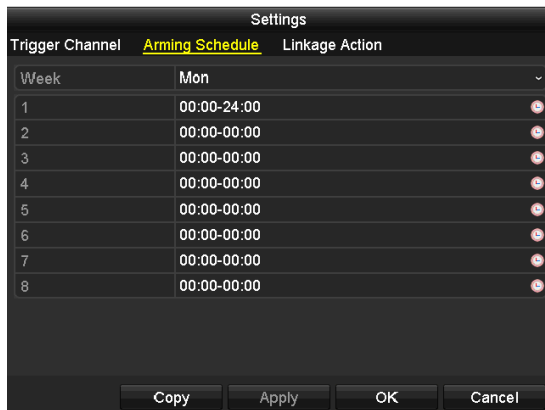 Settings
Trigger Channel Arming Schedule Linkage Action
Week Mon
1 00:00-24:00
2 00:00-00:00
3 00:00-00:00
4 00:00-00:00
5 00:00-00:00
6 00:00-00:00
7 00:00-00:00
8 00:00-00:00
Copy Apply OK Cancel